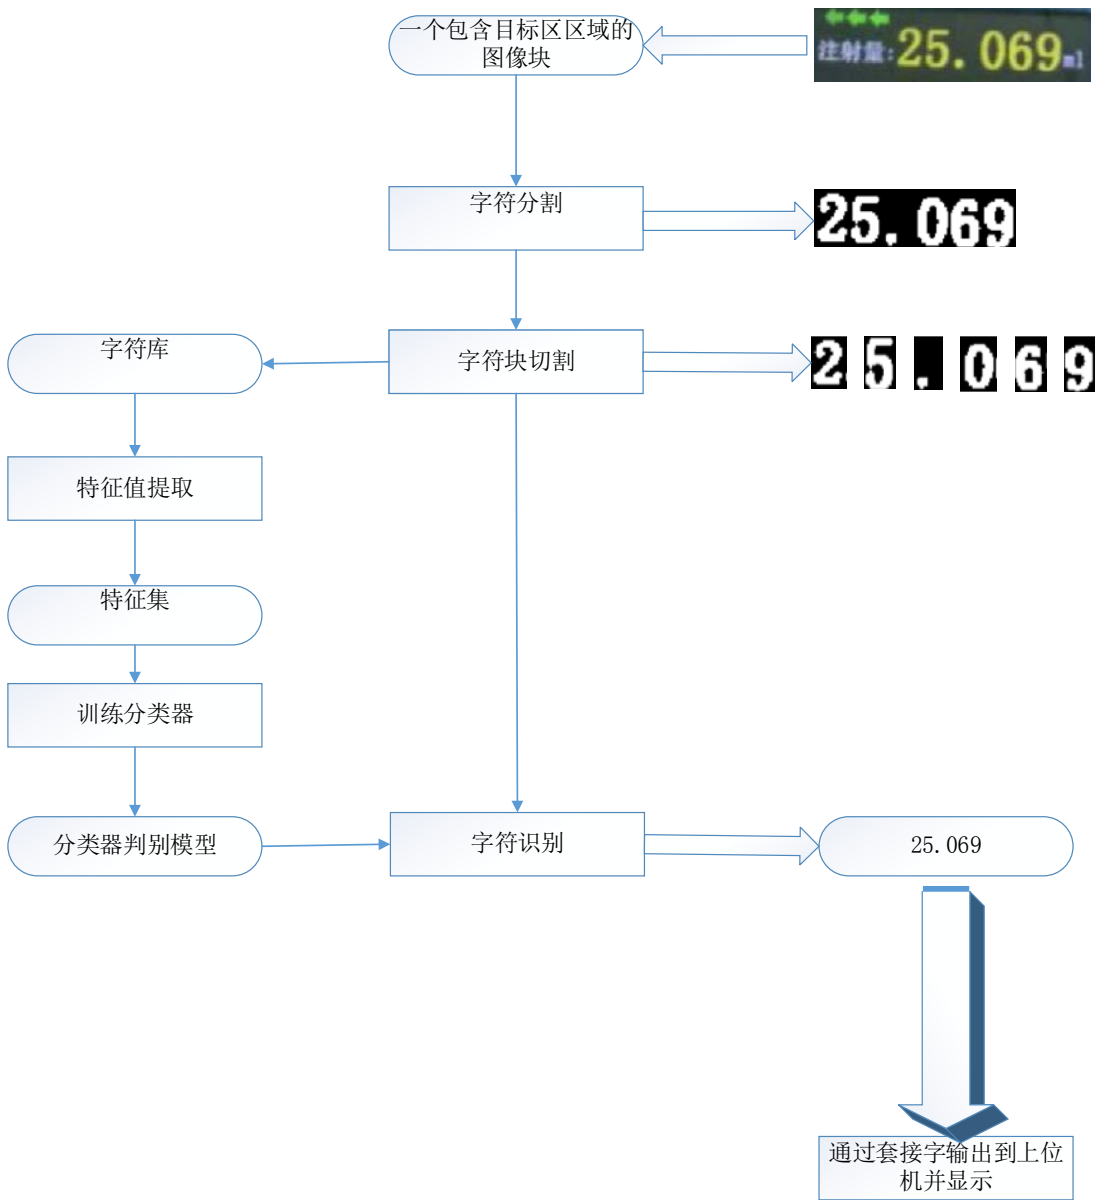 一个包含目标区区域的
图像块
注射量:25.069ml
字符分割
25.069
字符库
字符块切割
2 5 . 0 6 9
特征值提取
特征集
训练分类器
分类器判别模型
字符识别
25.069
通过套接字输出到上位
机并显示